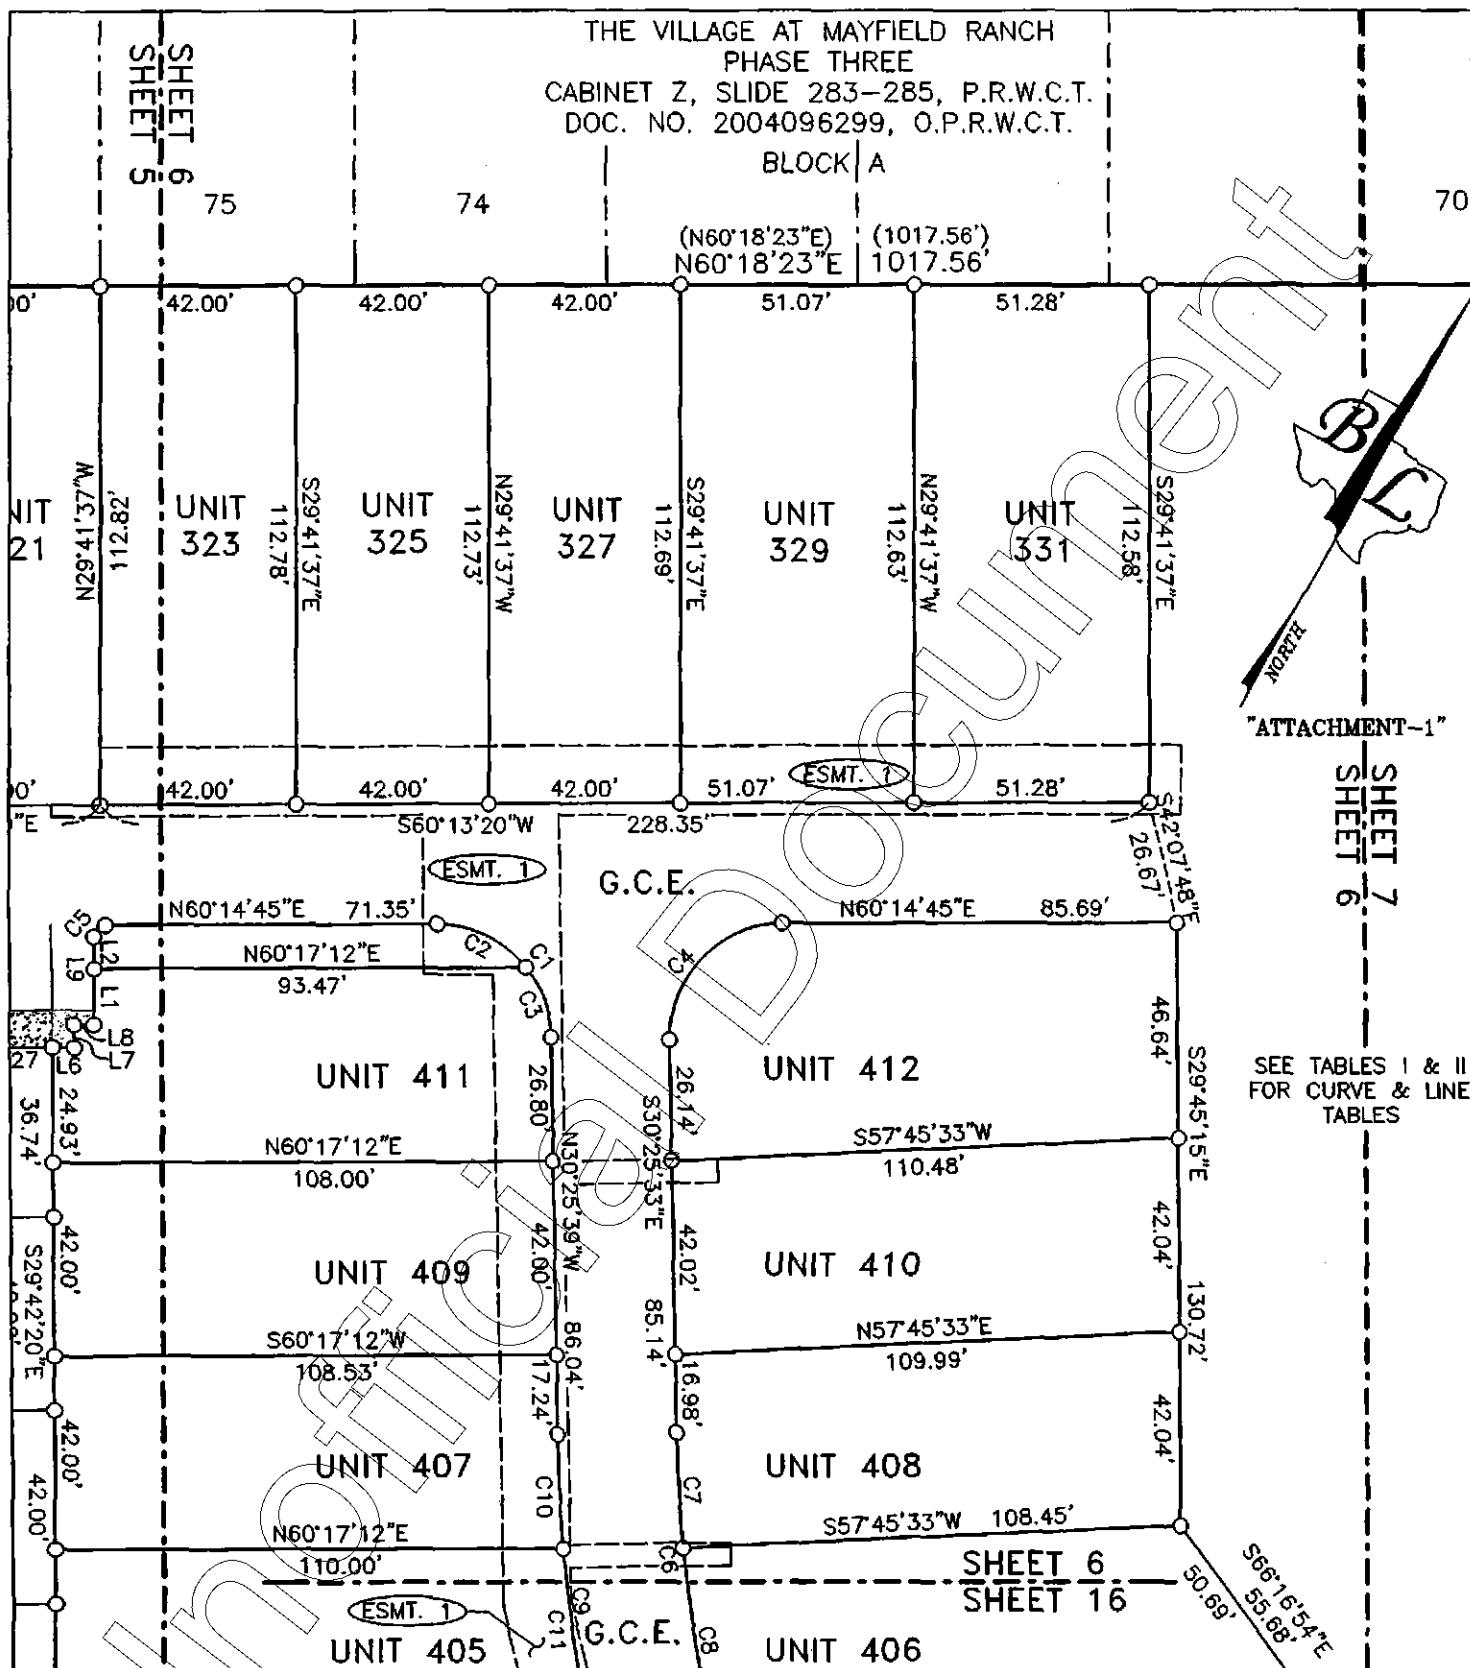 THE VILLAGE AT MAYFIELD RANCH
PHASE THREE
CABINET Z, SLIDE 283-285, P.R.W.C.T.
DOC. NO. 2004096299, O.P.R.W.C.T.
BLOCK A
SHEET 6
SHEET 5
75
74
70
(N60°18'23"E) (1017.56')
N60°18'23"E 1017.56'
00'
42.00'
42.00'
42.00'
51.07'
51.28'
N29°41'37"W
112.82'
S29°41'37"E
112.78'
N29°41'37"W
112.73'
S29°41'37"E
112.69'
N29°41'37"W
112.63'
S29°41'37"E
112.58'
NIT
21
UNIT
323
UNIT
325
UNIT
327
UNIT
329
UNIT
331
B
L
NORTH
"ATTACHMENT-1"
SHEET 7
SHEET 6
ESMT. 1
0'
42.00'
42.00'
42.00'
51.07'
51.28'
"E
S60°13'20"W 228.35'
S42°07'48"E
26.67'
ESMT. 1
G.C.E.
N60°14'45"E 71.35'
N60°14'45"E 85.69'
C5
C2
C1
C3
C4
L2
L9
L1
N60°17'12"E
93.47'
L8
L7
L6
27
24.93'
36.74'
UNIT 411
26.80'
26.14'
UNIT 412
46.64'
S29°45'15"E
130.72'
SEE TABLES I & II
FOR CURVE & LINE
TABLES
N60°17'12"E
108.00'
N30°25'39"W
86.04'
S30°25'33"E
85.14'
S57°45'33"W
110.48'
42.00'
S29°42'20"E
UNIT 409
42.00'
42.02'
UNIT 410
42.04'
S60°17'12"W
108.53'
N57°45'33"E
109.99'
17.24'
16.98'
42.00'
42.00'
UNIT 407
C10
C7
UNIT 408
42.04'
N60°17'12"E
110.00'
S57°45'33"W 108.45'
C6
SHEET 6
SHEET 16
S66°16'54"E
55.68'
50.69'
ESMT. 1
UNIT 405
C9
C11
G.C.E.
C8
UNIT 406
Unofficial Document